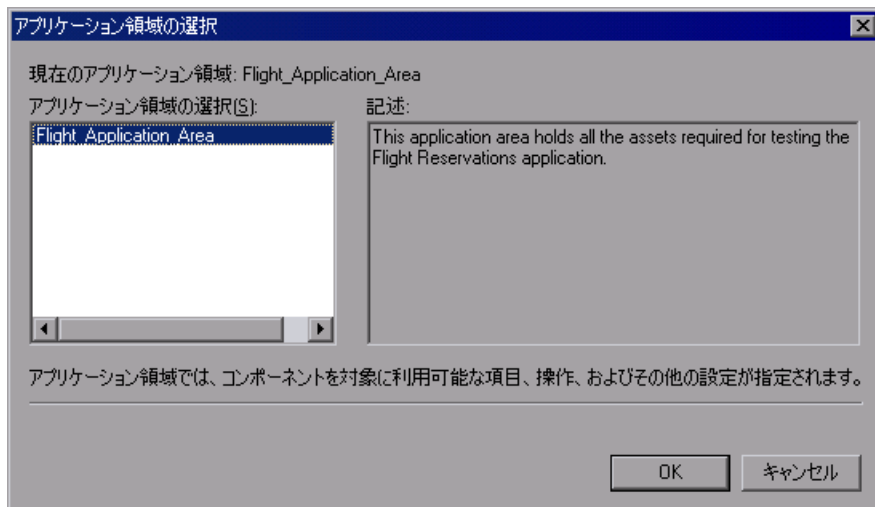 アプリケーション領域の選択
現在のアプリケーション領域: Flight_Application_Area
アプリケーション領域の選択(S):
記述:
Flight_Application_Area
This application area holds all the assets required for testing the
Flight Reservations application.
アプリケーション領域では、コンポーネントを対象に利用可能な項目、操作、およびその他の設定が指定されます。
OK
キャンセル